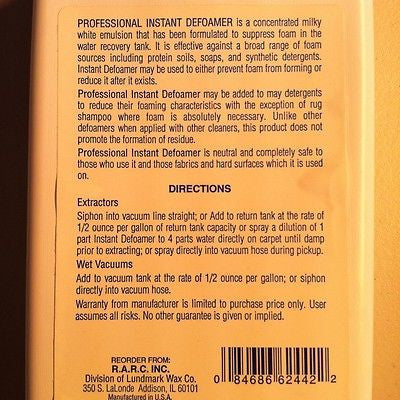 PROFESSIONAL INSTANT DEFOAMER is a concentrated milky
white emulsion that has been formulated to suppress foam in the
water recovery tank. It is effective against a broad range of foam
sources including protein soils, soaps, and synthetic detergents.
Instant Defoamer may be used to either prevent foam from forming or
reduce it after it exists.
Professional Instant Defoamer may be added to may detergents
to reduce their foaming characteristics with the exception of rug
shampoo where foam is absolutely necessary. Unlike other
defoamers when applied with other cleaners, this product does not
promote the formation of residue.
Professional Instant Defoamer is neutral and completely safe to
those who use it and those fabrics and hard surfaces which it is used
on.
DIRECTIONS
Extractors
Siphon into vacuum line straight; or Add to return tank at the rate of
1/2 ounce per gallon of return tank capacity or spray a dilution of 1
part Instant Defoamer to 4 parts water directly on carpet until damp
prior to extracting; or spray directly into vacuum hose during pickup.
Wet Vacuums
Add to vacuum tank at the rate of 1/2 ounce per gallon; or siphon
directly into vacuum hose.
Warranty from manufacturer is limited to purchase price only. User
assumes all risks. No other guarantee is given or implied.
REORDER FROM:
R.A.R.C. INC.
Division of Lundmark Wax Co.
350 S. LaLonde Addison, IL 60101
Manufactured in U.S.A.
0 84686 62442 2